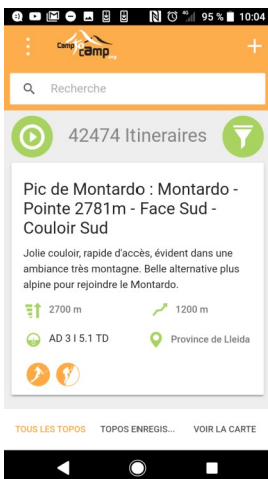 95 % 10:04
Camp to camp.org
Recherche
42474 Itineraires
Pic de Montardo : Montardo -
Pointe 2781m - Face Sud -
Couloir Sud
Jolie couloir, rapide d'accès, évident dans une
ambiance très montagne. Belle alternative plus
alpine pour rejoindre le Montardo.
2700 m 1200 m
AD 3 I 5.1 TD Province de Lleida
TOUS LES TOPOS TOPOS ENREGIS... VOIR LA CARTE